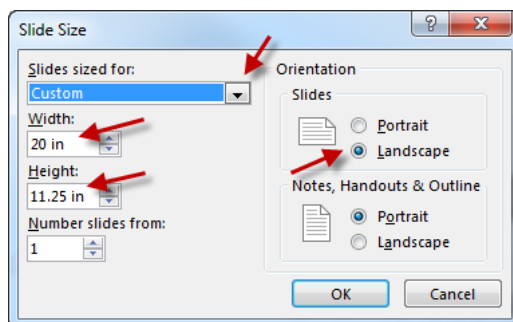 Slide Size
Slides sized for:
Custom
Width:
20 in
Height:
11.25 in
Number slides from:
1
Orientation
Slides
Portrait
Landscape
Notes, Handouts & Outline
Portrait
Landscape
OK
Cancel